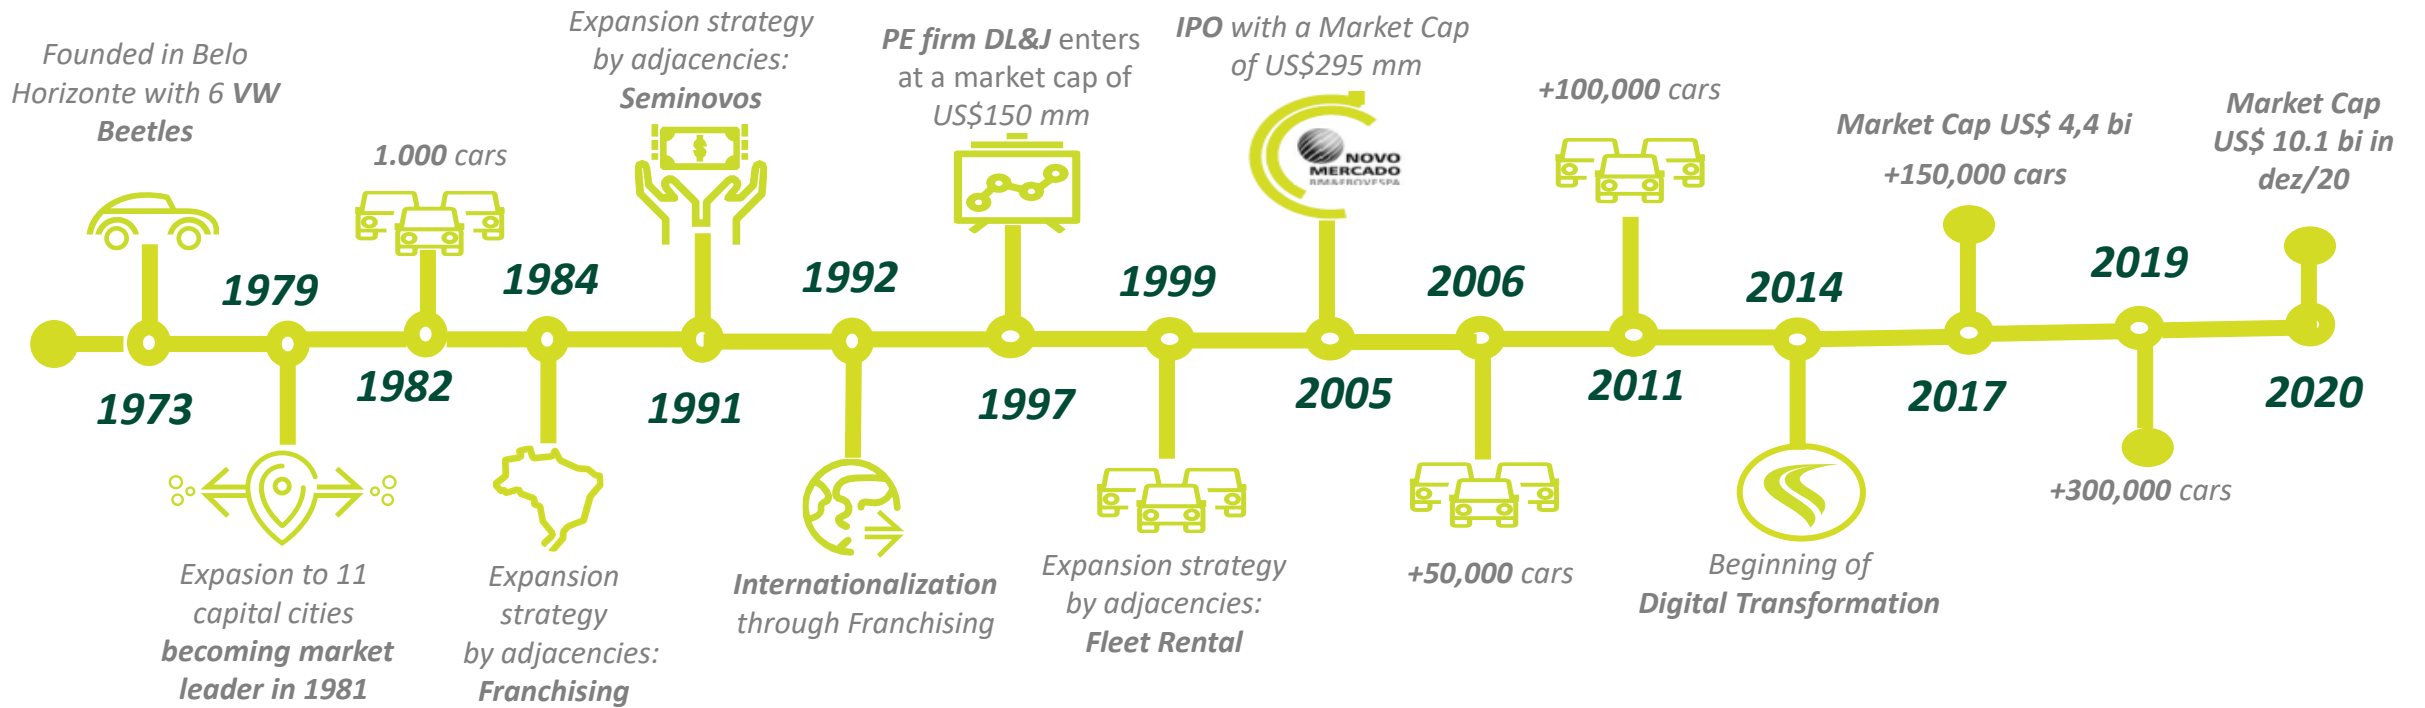 Founded in Belo
Horizonte with 6 VW
Beetles
1973
1979
Expasion to 11
capital cities
becoming market
leader in 1981
1.000 cars
1982
1984
Expansion
strategy
by adjacencies:
Franchising
Expansion strategy
by adjacencies:
Seminovos
$
1991
1992
Internationalization
through Franchising
PE firm DL&J enters
at a market cap of
US$150 mm
1997
1999
Expansion strategy
by adjacencies:
Fleet Rental
IPO with a Market Cap
of US$295 mm
NOVO
MERCADO
BM&FBOVESPA
2005
2006
+50,000 cars
+100,000 cars
2011
2014
Beginning of
Digital Transformation
Market Cap US$ 4,4 bi
+150,000 cars
2017
2019
+300,000 cars
Market Cap
US$ 10.1 bi in
dez/20
2020